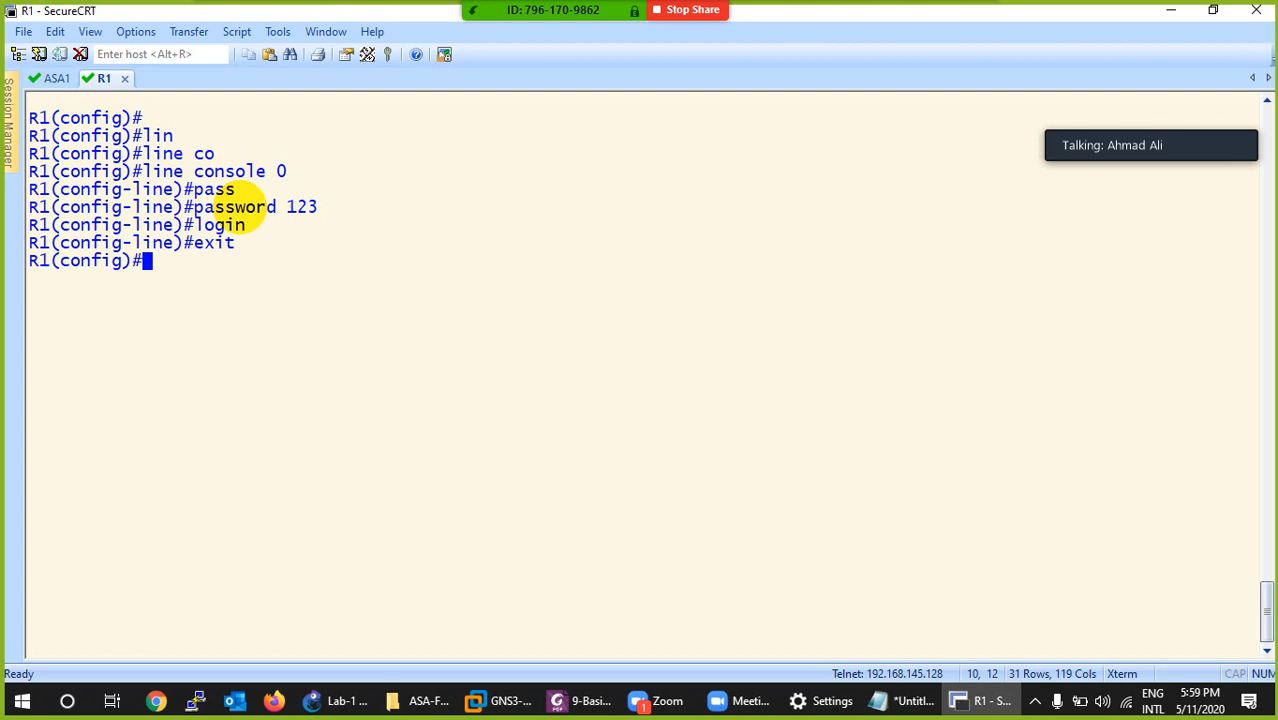 R1 - SecureCRT
ID: 796-170-9862
Stop Share
File Edit View Options Transfer Script Tools Window Help
Enter host <Alt+R>
ASA1
R1
Session Manager
R1(config)#
R1(config)#lin
R1(config)#line co
R1(config)#line console 0
R1(config-line)#pass
R1(config-line)#password 123
R1(config-line)#login
R1(config-line)#exit
R1(config)#
Talking: Ahmad Ali
Ready
Telnet: 192.168.145.128
10, 12
31 Rows, 119 Cols
Xterm
CAP
NUM
Lab-1 ...
ASA-F...
GNS3-...
9-Basi...
1
Zoom
Meeti...
Settings
*Untitl...
R1 - S...
ENG
INTL
5:59 PM
5/11/2020